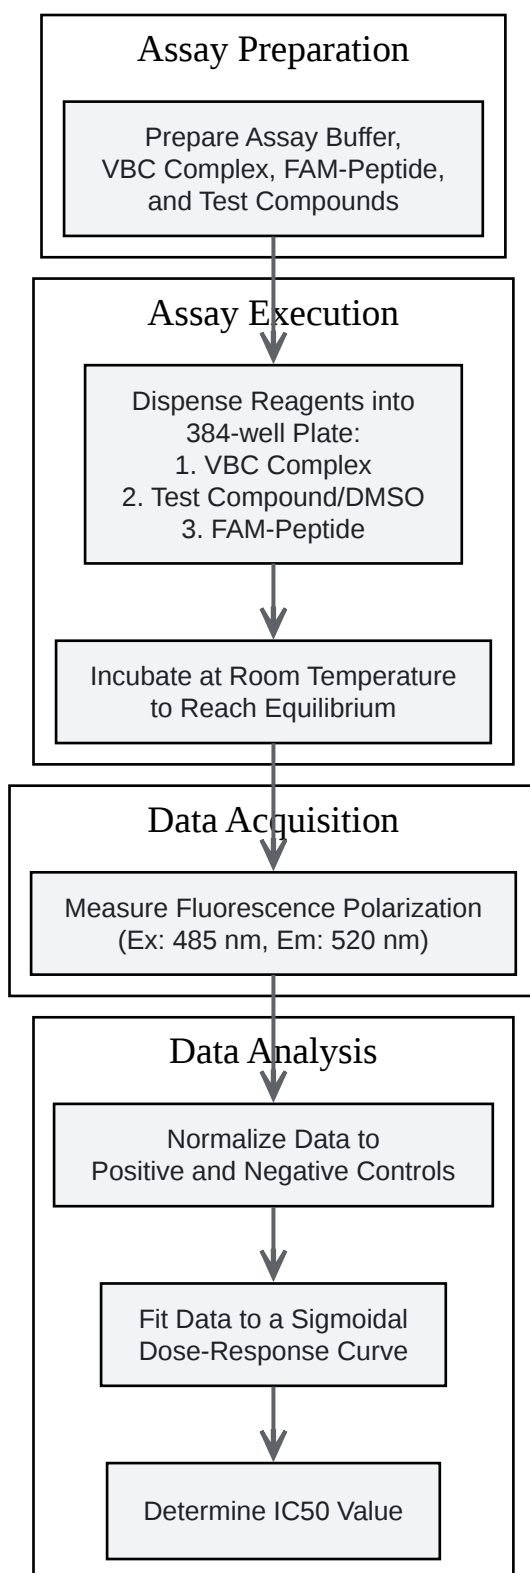 Assay Preparation
Prepare Assay Buffer,
VBC Complex, FAM-Peptide,
and Test Compounds
Assay Execution
Dispense Reagents into
384-well Plate:
1. VBC Complex
2. Test Compound/DMSO
3. FAM-Peptide
Incubate at Room Temperature
to Reach Equilibrium
Data Acquisition
Measure Fluorescence Polarization
(Ex: 485 nm, Em: 520 nm)
Data Analysis
Normalize Data to
Positive and Negative Controls
Fit Data to a Sigmoidal
Dose-Response Curve
Determine IC50 Value